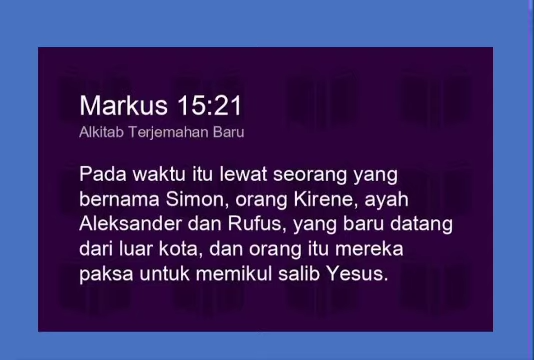 Markus 15:21
Alkitab Terjemahan Baru
Pada waktu itu lewat seorang yang
bernama Simon, orang Kirene, ayah
Aleksander dan Rufus, yang baru datang
dari luar kota, dan orang itu mereka
paksa untuk memikul salib Yesus.